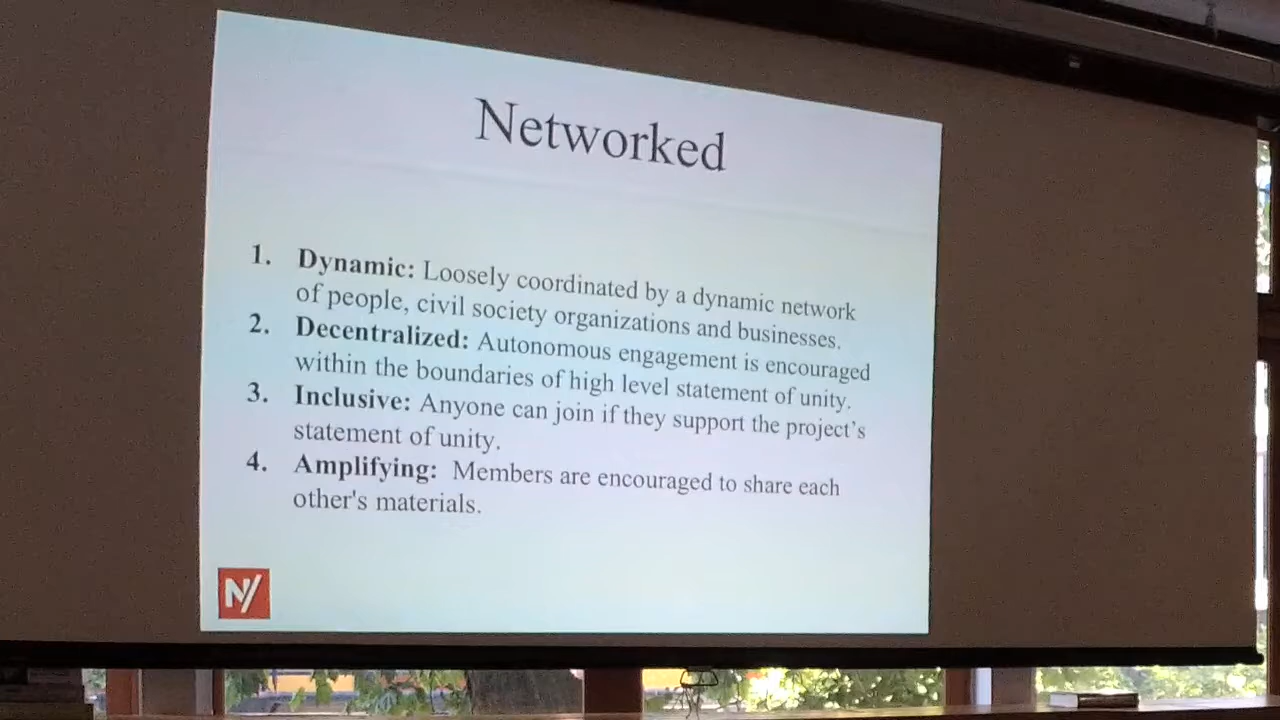 Networked
1. Dynamic: Loosely coordinated by a dynamic network
of people, civil society organizations and businesses.
2. Decentralized: Autonomous engagement is encouraged
within the boundaries of high level statement of unity.
3. Inclusive: Anyone can join if they support the project's
statement of unity.
4. Amplifying: Members are encouraged to share each
other's materials.
N/